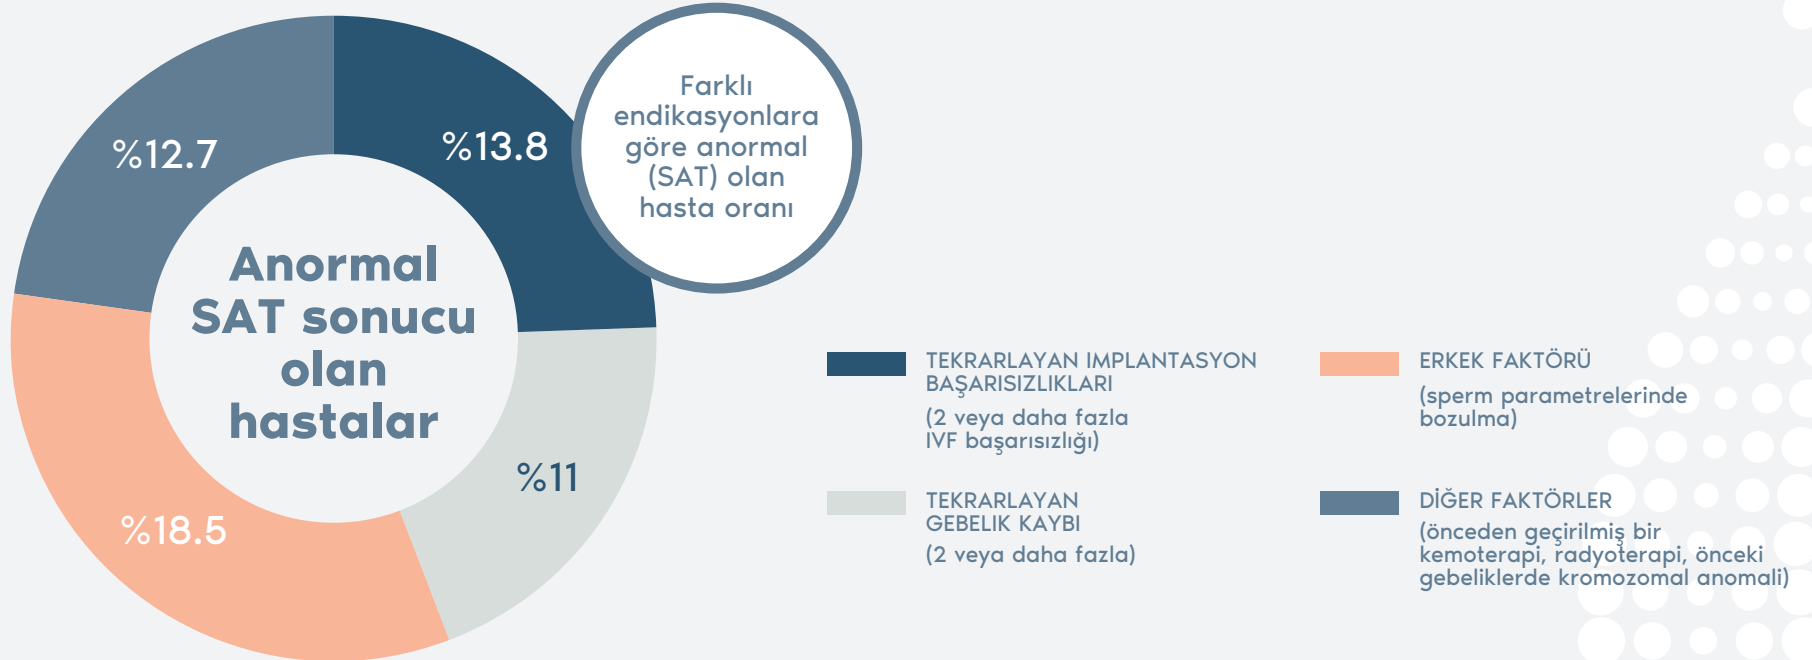 %12.7
%13.8
%18.5
%11
Anormal
SAT sonucu
olan
hastalar
Farklı
endikasyonlara
göre anormal
(SAT) olan
hasta oranı
TEKRARLAYAN IMPLANTASYON
BAŞARISIZLIKLARI
(2 veya daha fazla
IVF başarısızlığı)
TEKRARLAYAN
GEBELIK KAYBI
(2 veya daha fazla)
ERKEK FAKTÖRÜ
(sperm parametrelerinde
bozulma)
DİĞER FAKTÖRLER
(önceden geçirilmiş bir
kemoterapi, radyoterapi, önceki
gebeliklerde kromozomal anomali)